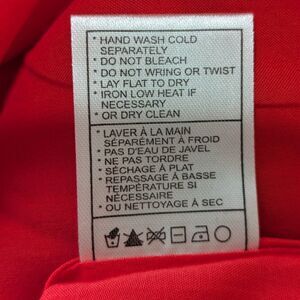 * HAND WASH COLD
SEPARATELY
* DO NOT BLEACH
* DO NOT WRING OR TWIST
* LAY FLAT TO DRY
* IRON LOW HEAT IF
NECESSARY
* OR DRY CLEAN
* LAVER À LA MAIN
SÉPARÉMENT À FROID
* PAS D'EAU DE JAVEL
* NE PAS TORDRE
* SÉCHAGE À PLAT
* REPASSAGE À BASSE
TEMPÉRATURE SI
NÉCESSAIRE
* OU NETTOYAGE À SEC